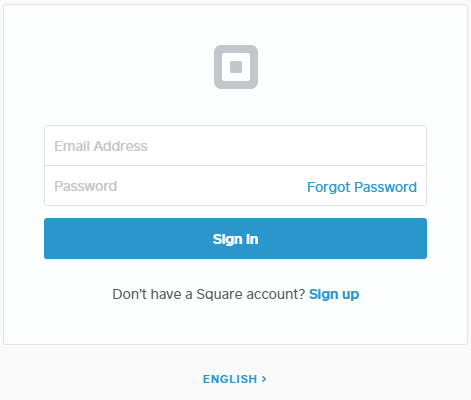 Email Address
Password Forgot Password
Sign in
Don't have a Square account? Sign up
ENGLISH >